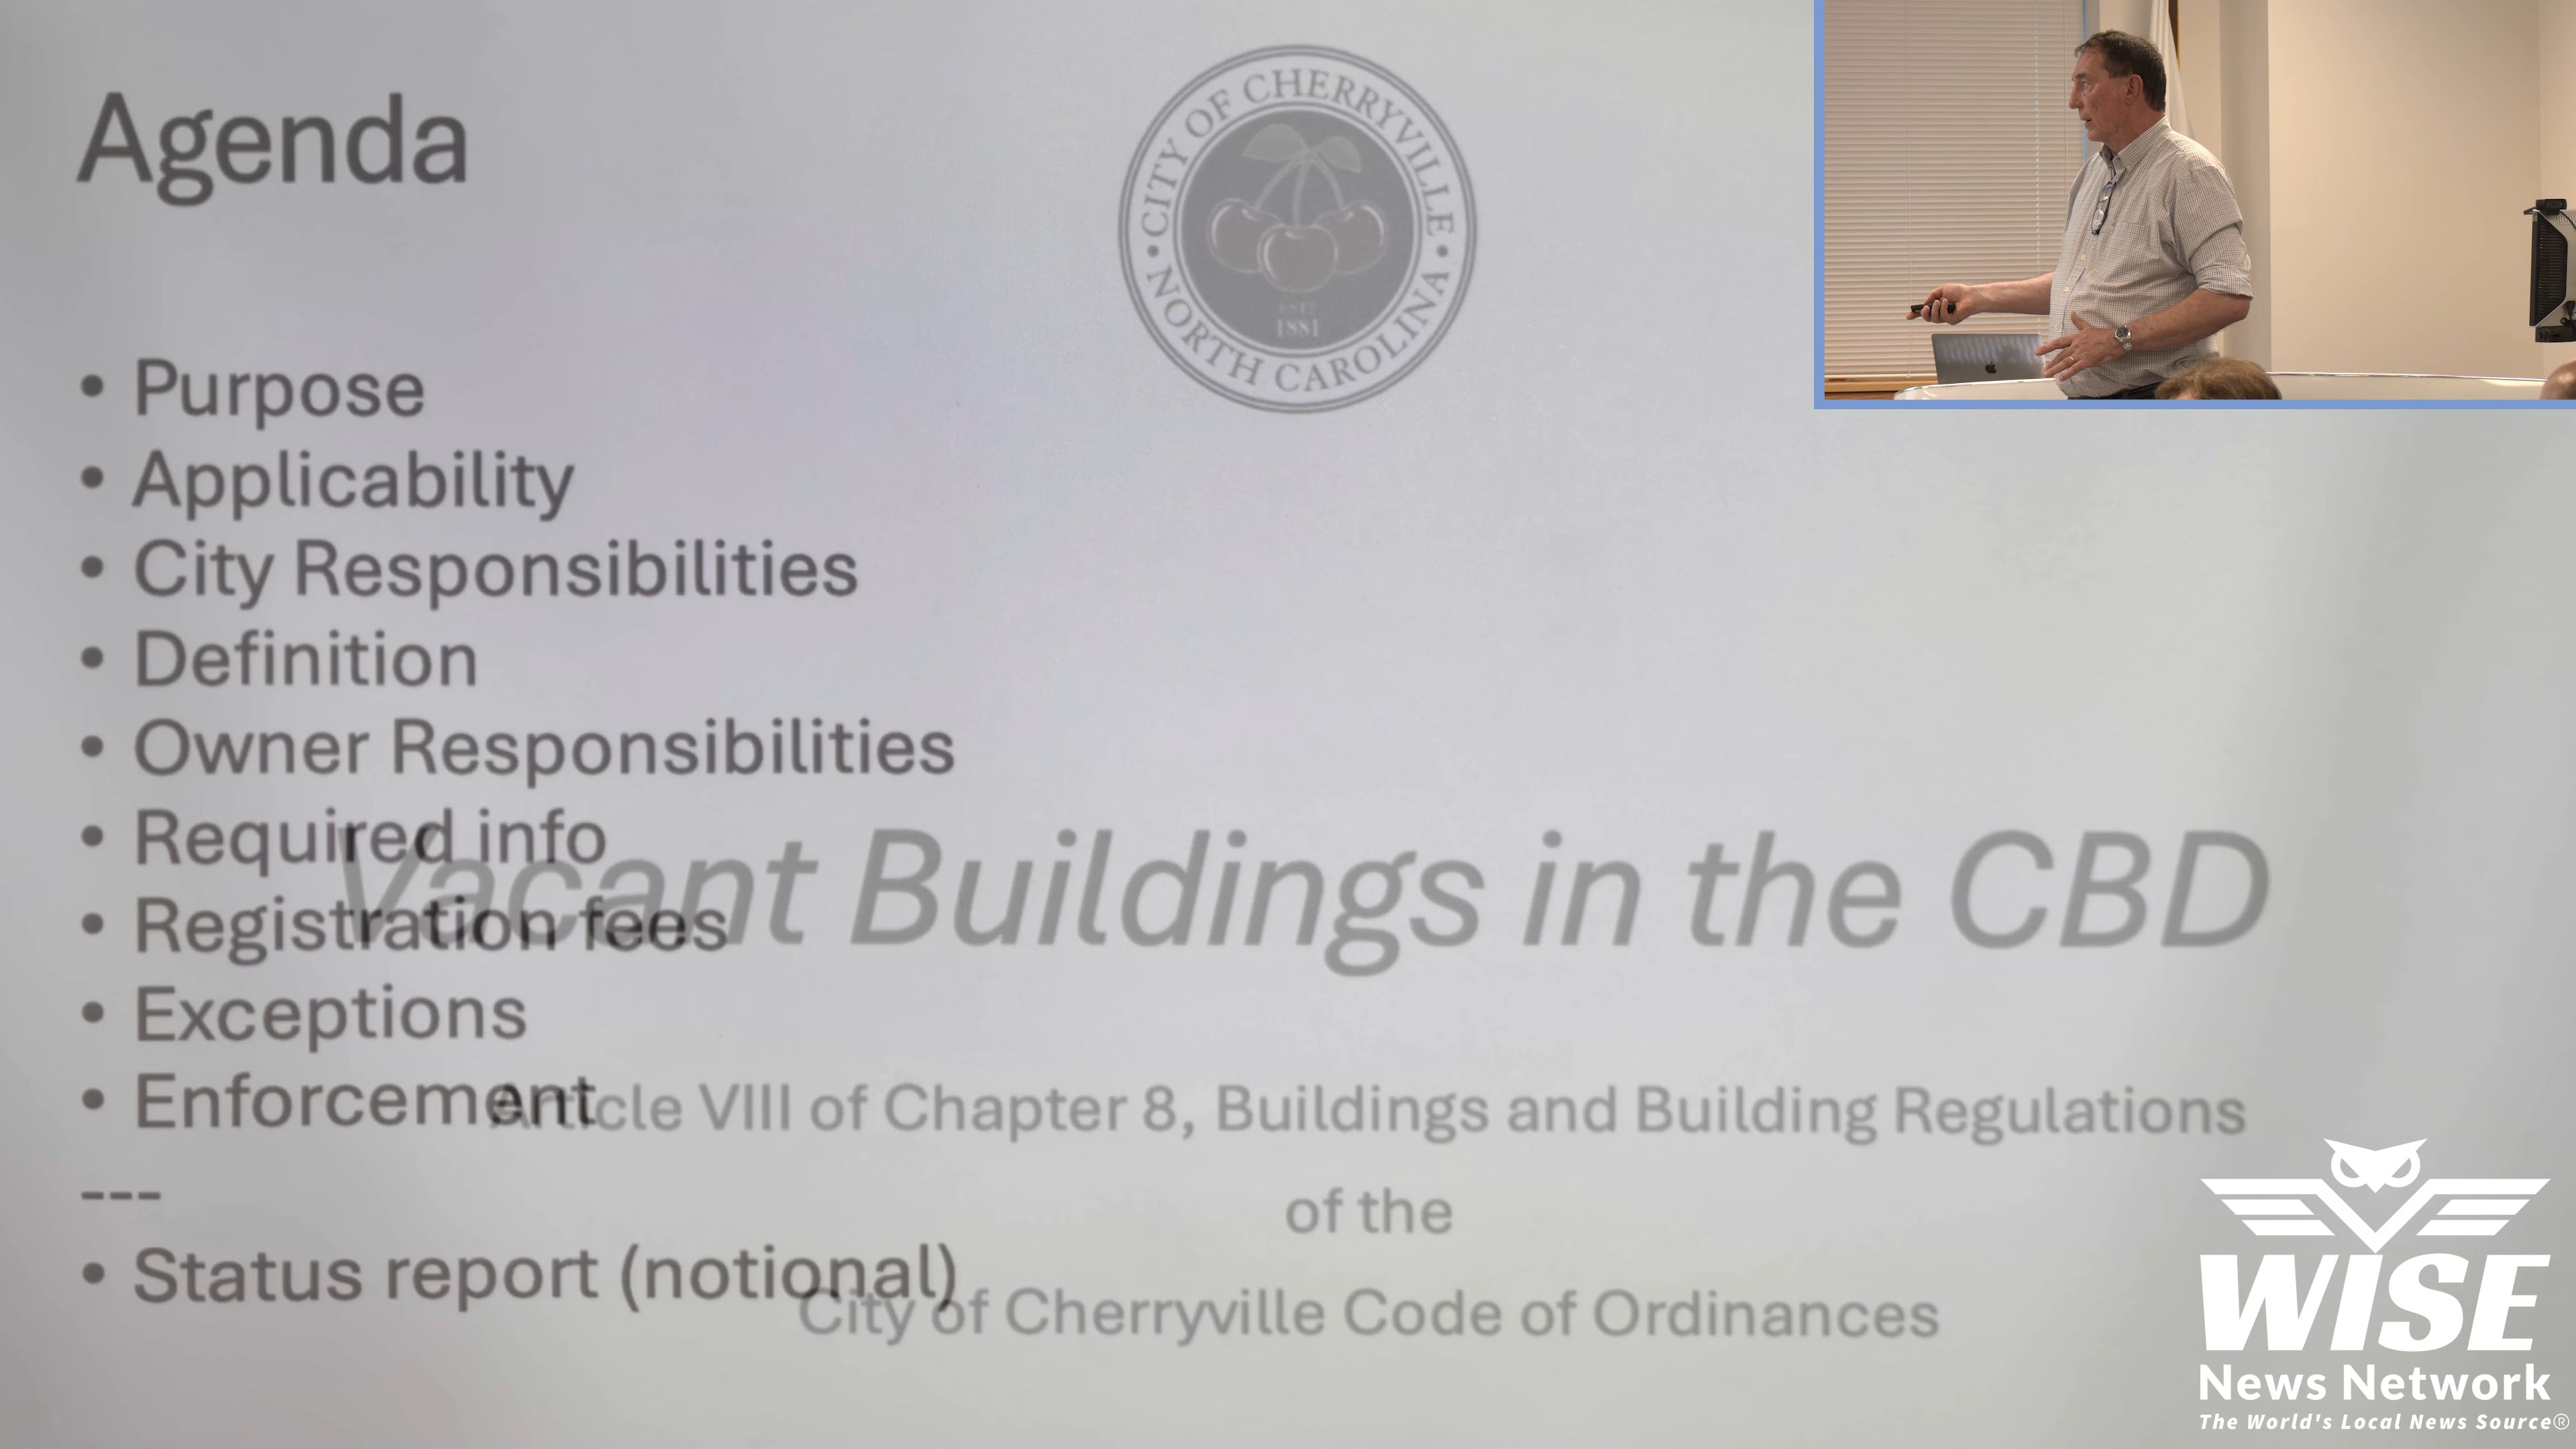 Agenda
CITY OF CHERRYVILLE
NORTH CAROLINA
ESTD
1881
• Purpose
• Applicability
• City Responsibilities
• Definition
• Owner Responsibilities
• Required info
• Registration fees
• Exceptions
• Enforcement
---
• Status report (notional)
Vacant Buildings in the CBD
Article VIII of Chapter 8, Buildings and Building Regulations
of the
City of Cherryville Code of Ordinances
WISE
News Network
The World's Local News Source®